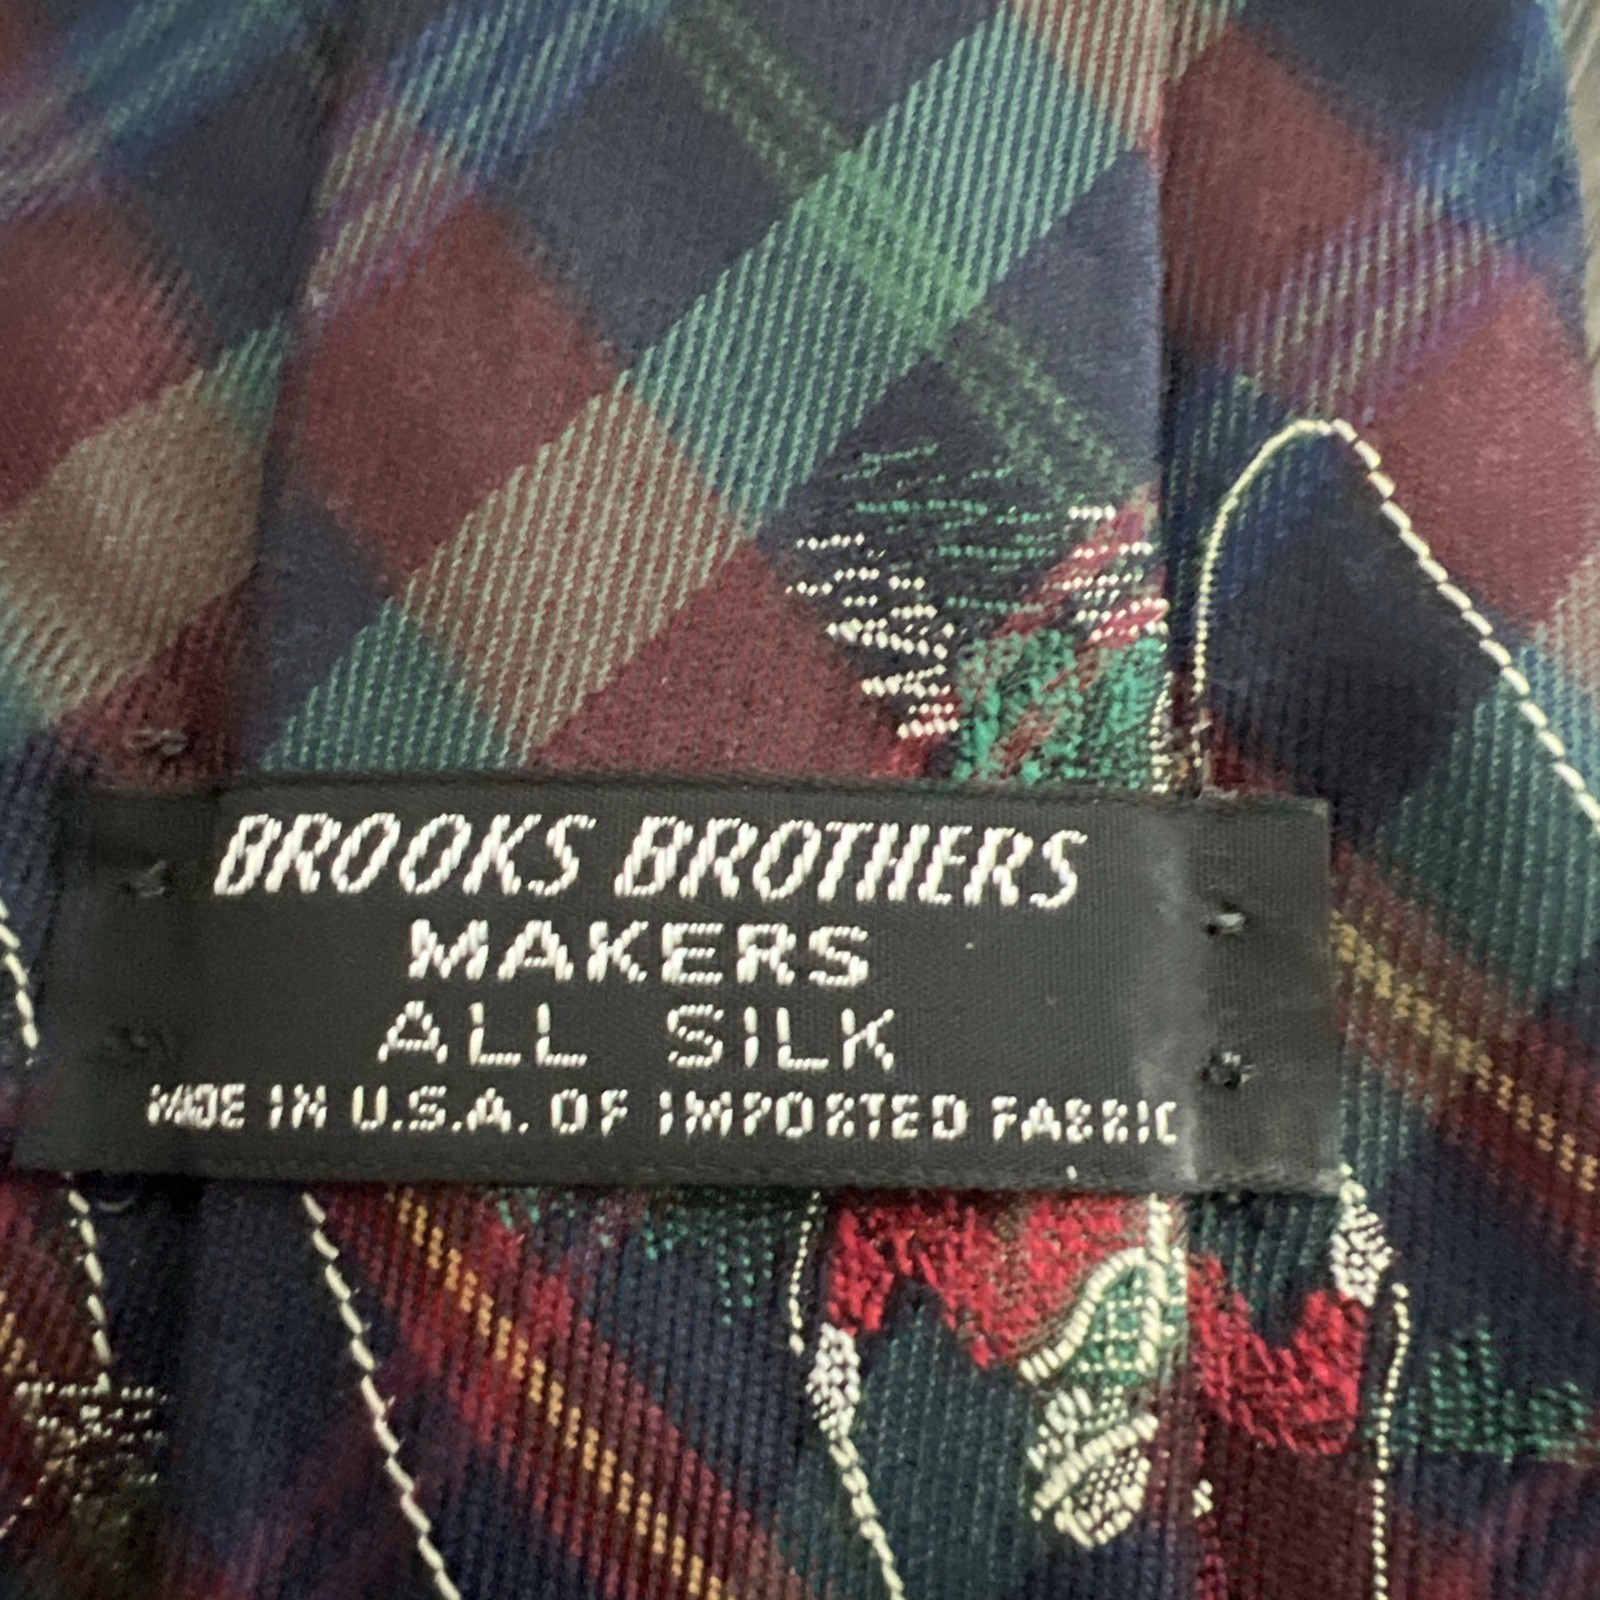 BROOKS BROTHERS
MAKERS
ALL SILK
MADE IN U.S.A. OF IMPORTED FABRIC